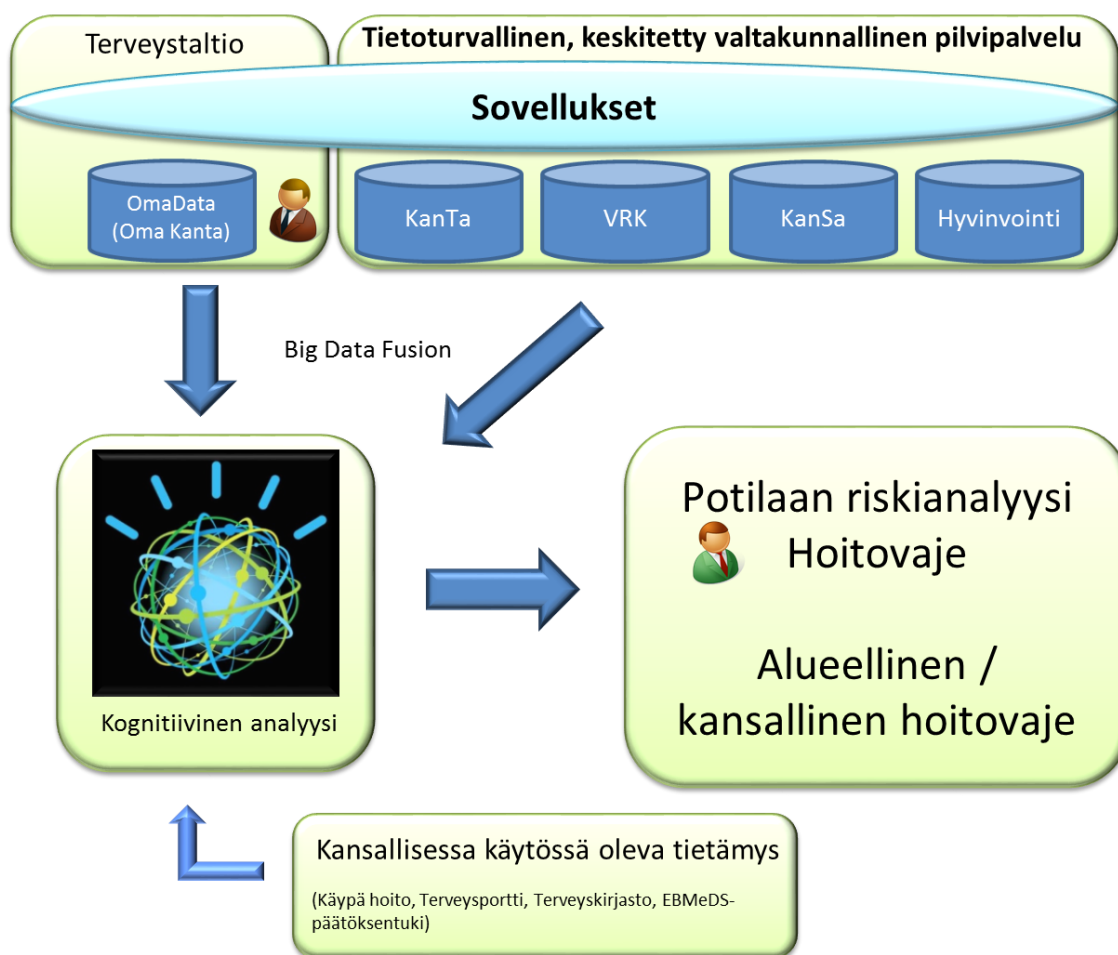 Terveystaltio
Tietoturvallinen, keskitetty valtakunnallinen pilvipalvelu
Sovellukset
OmaData
(Oma Kanta)
KanTa
VRK
KanSa
Hyvinvointi
Big Data Fusion
Kognitiivinen analyysi
Potilaan riskianalyysi
Hoitovaje
Alueellinen /
kansallinen hoitovaje
Kansallisessa käytössä oleva tietämys
(Käypä hoito, Terveysportti, Terveyskirjasto, EBMeDS-
päätöksentuki)